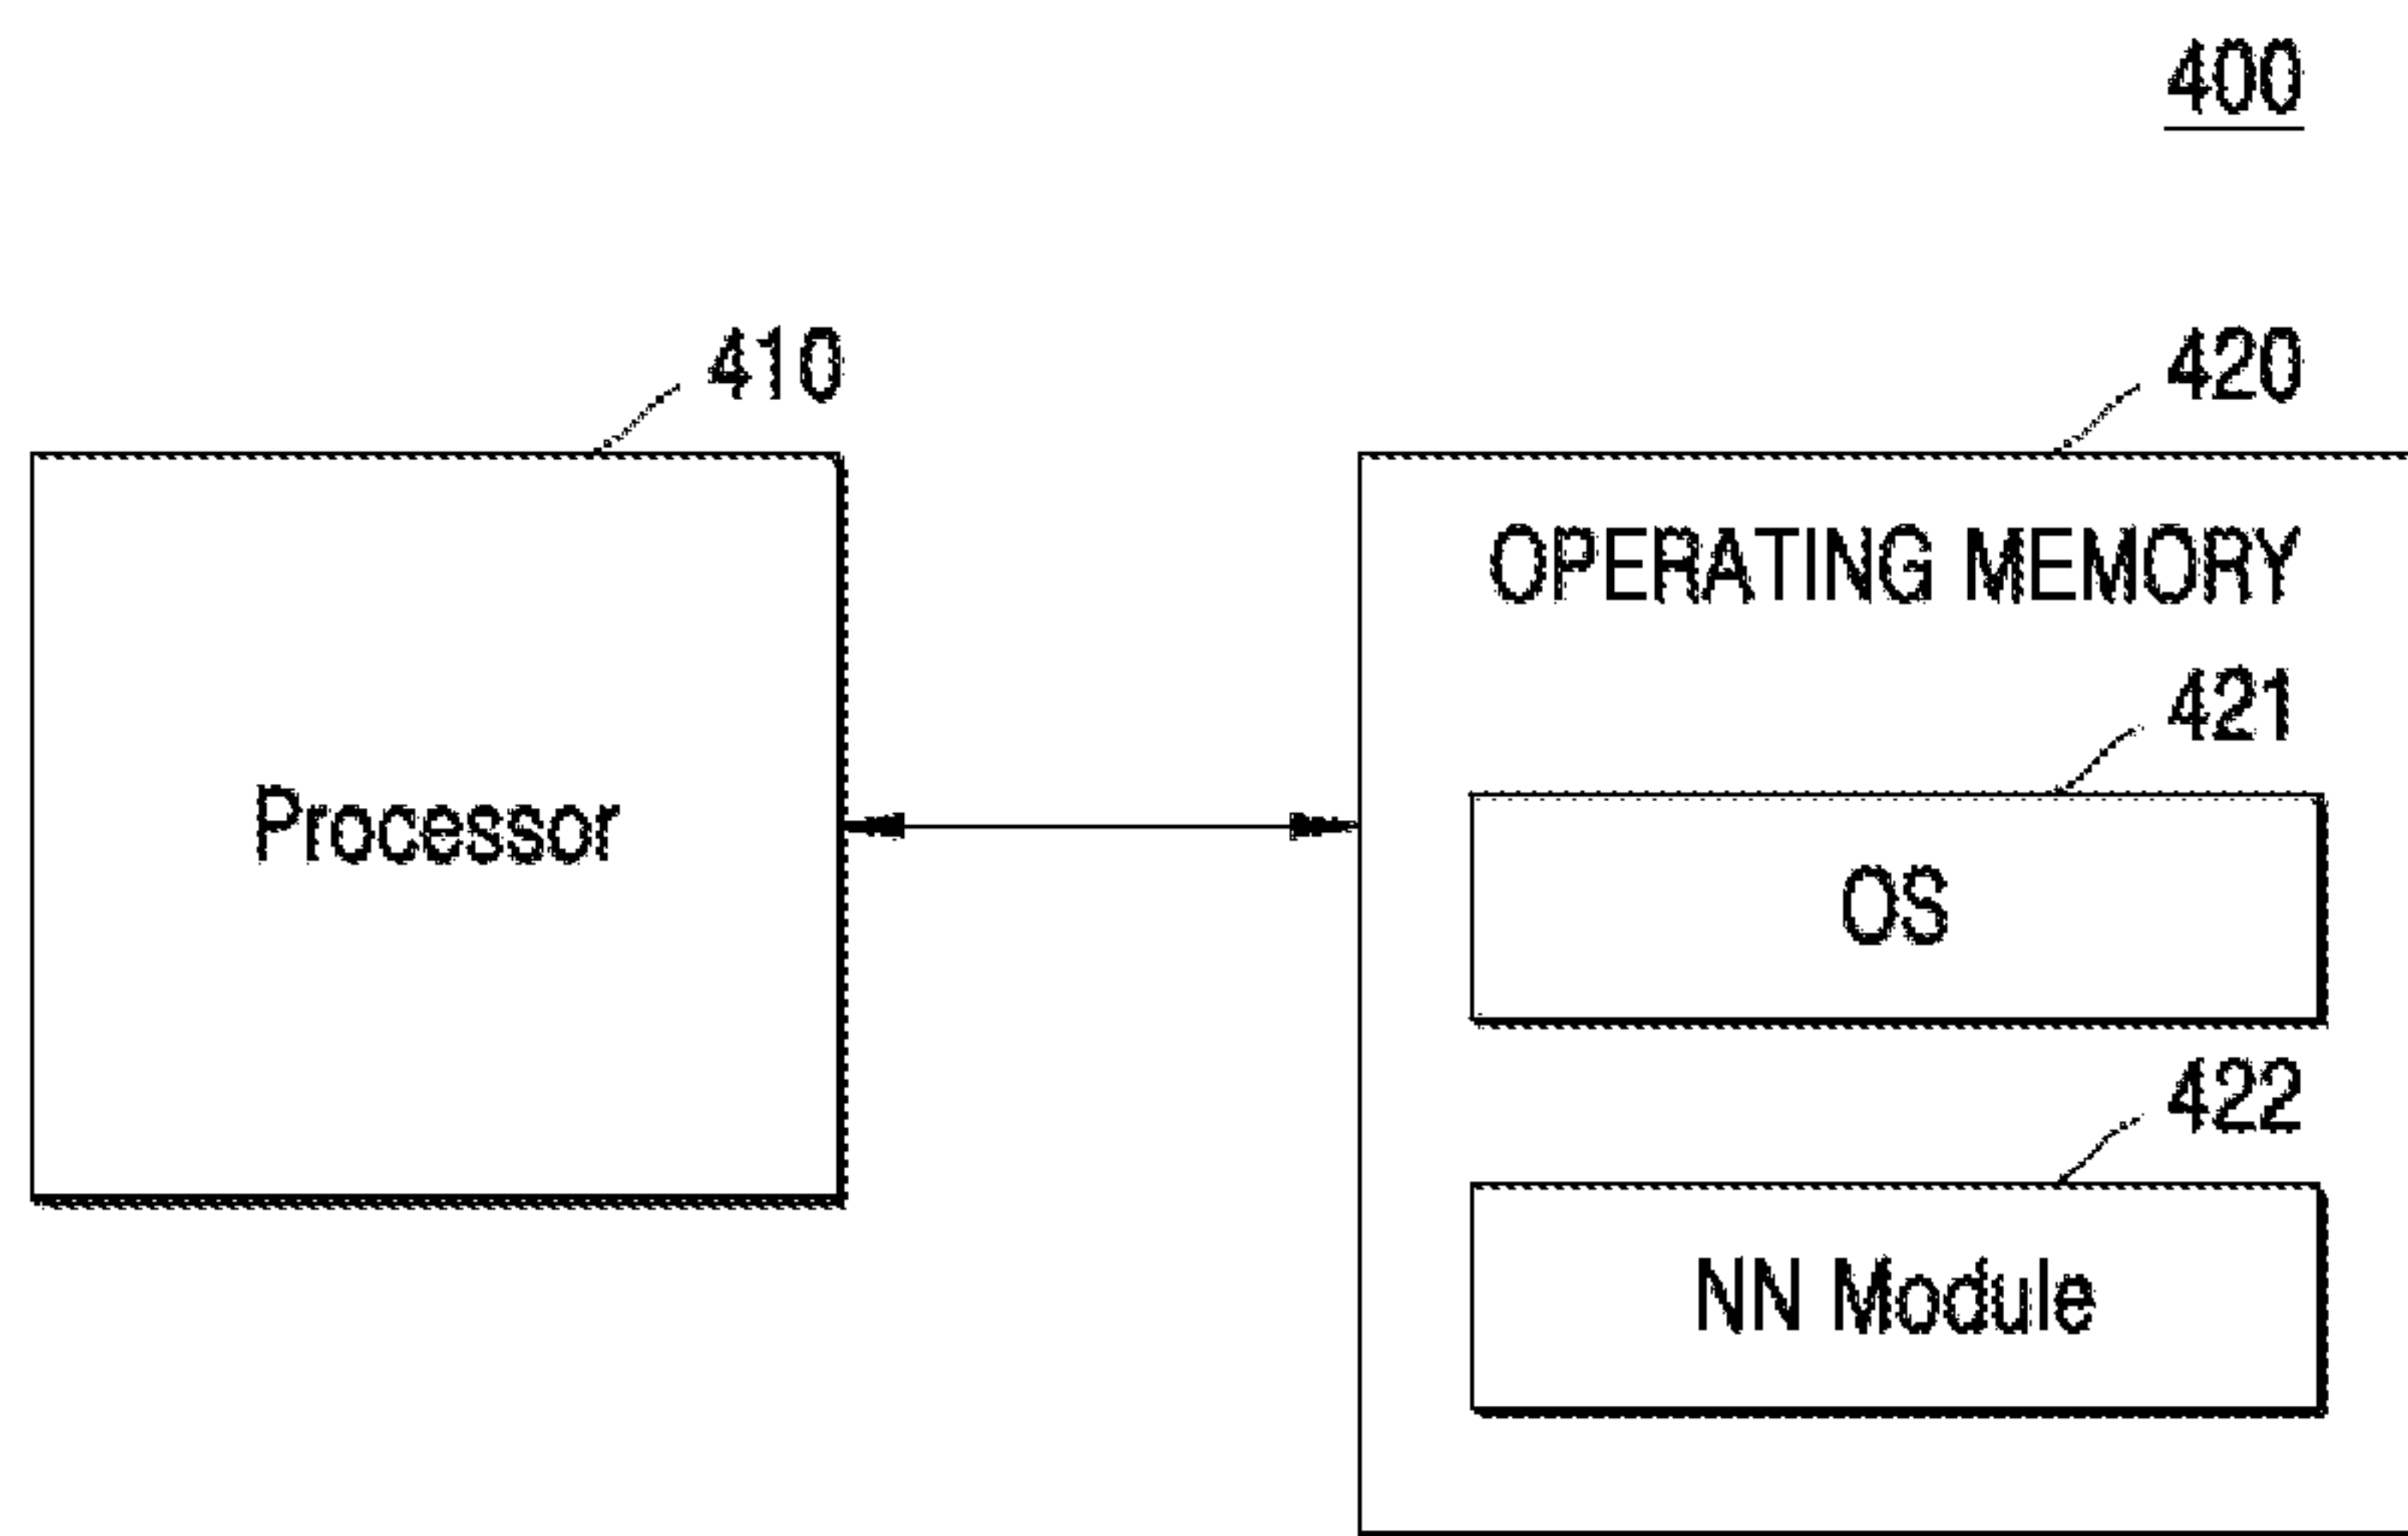 400
410
420
OPERATING MEMORY
421
Processor
OS
422
NN Module